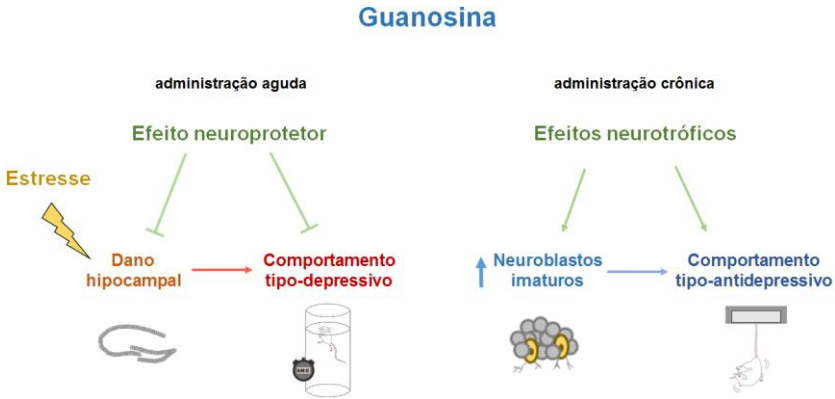 Guanosina
administração aguda
administração crônica
Efeito neuroprotetor
Efeitos neurotróficos
Estresse
Dano
hipocampal
Comportamento
tipo-depressivo
Neuroblastos
imaturos
Comportamento
tipo-antidepressivo